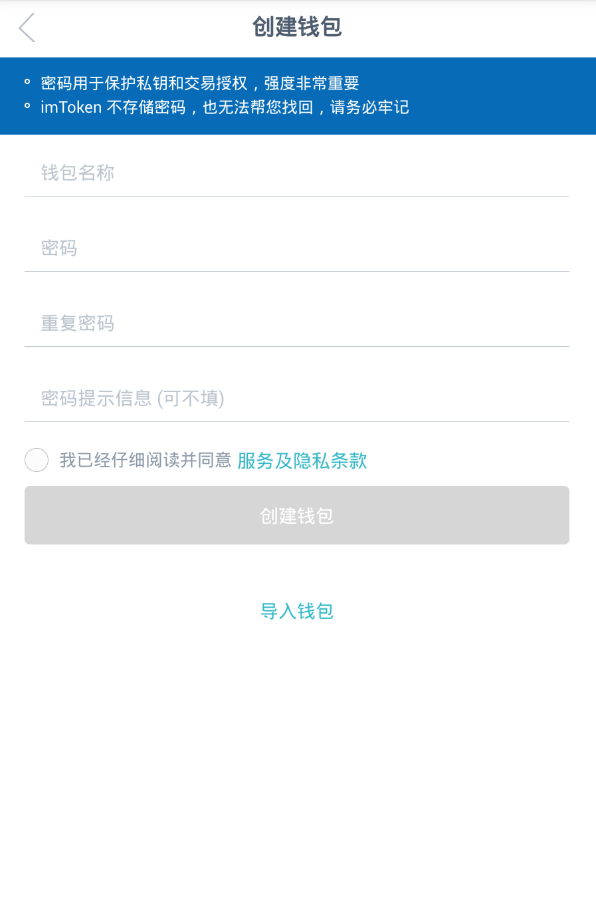 创建钱包
密码用于保护私钥和交易授权，强度非常重要
imToken 不存储密码，也无法帮您找回，请务必牢记
钱包名称
密码
重复密码
密码提示信息 (可不填)
我已经仔细阅读并同意 服务及隐私条款
创建钱包
导入钱包